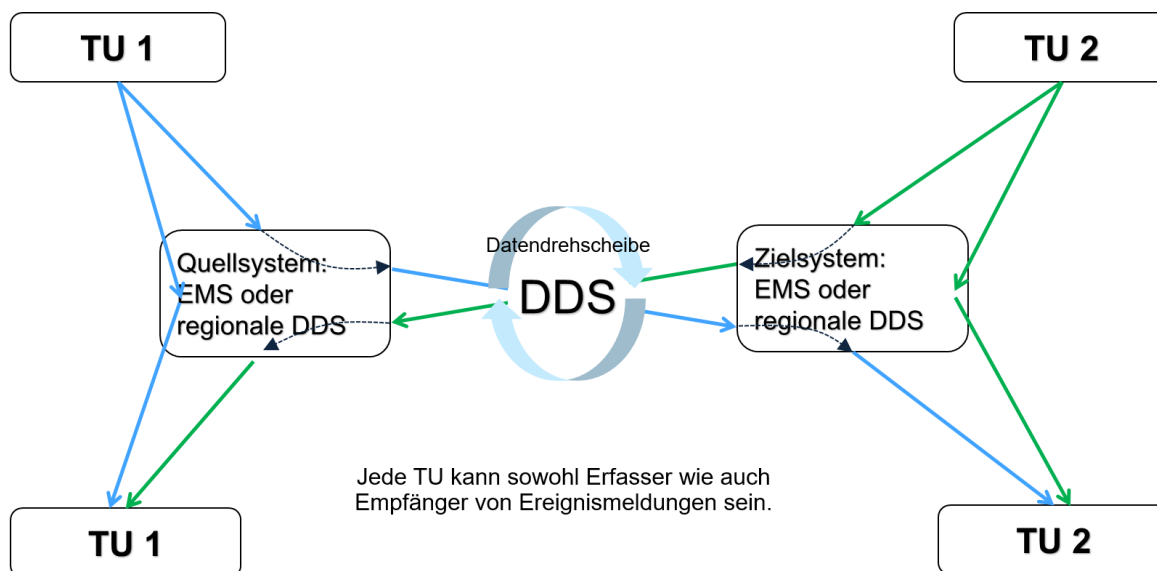 TU 1
TU 2
Quellsystem:
EMS oder
regionale DDS
Datendrehscheibe
DDS
Zielsystem:
EMS oder
regionale DDS
Jede TU kann sowohl Erfasser wie auch
Empfänger von Ereignismeldungen sein.
TU 1
TU 2